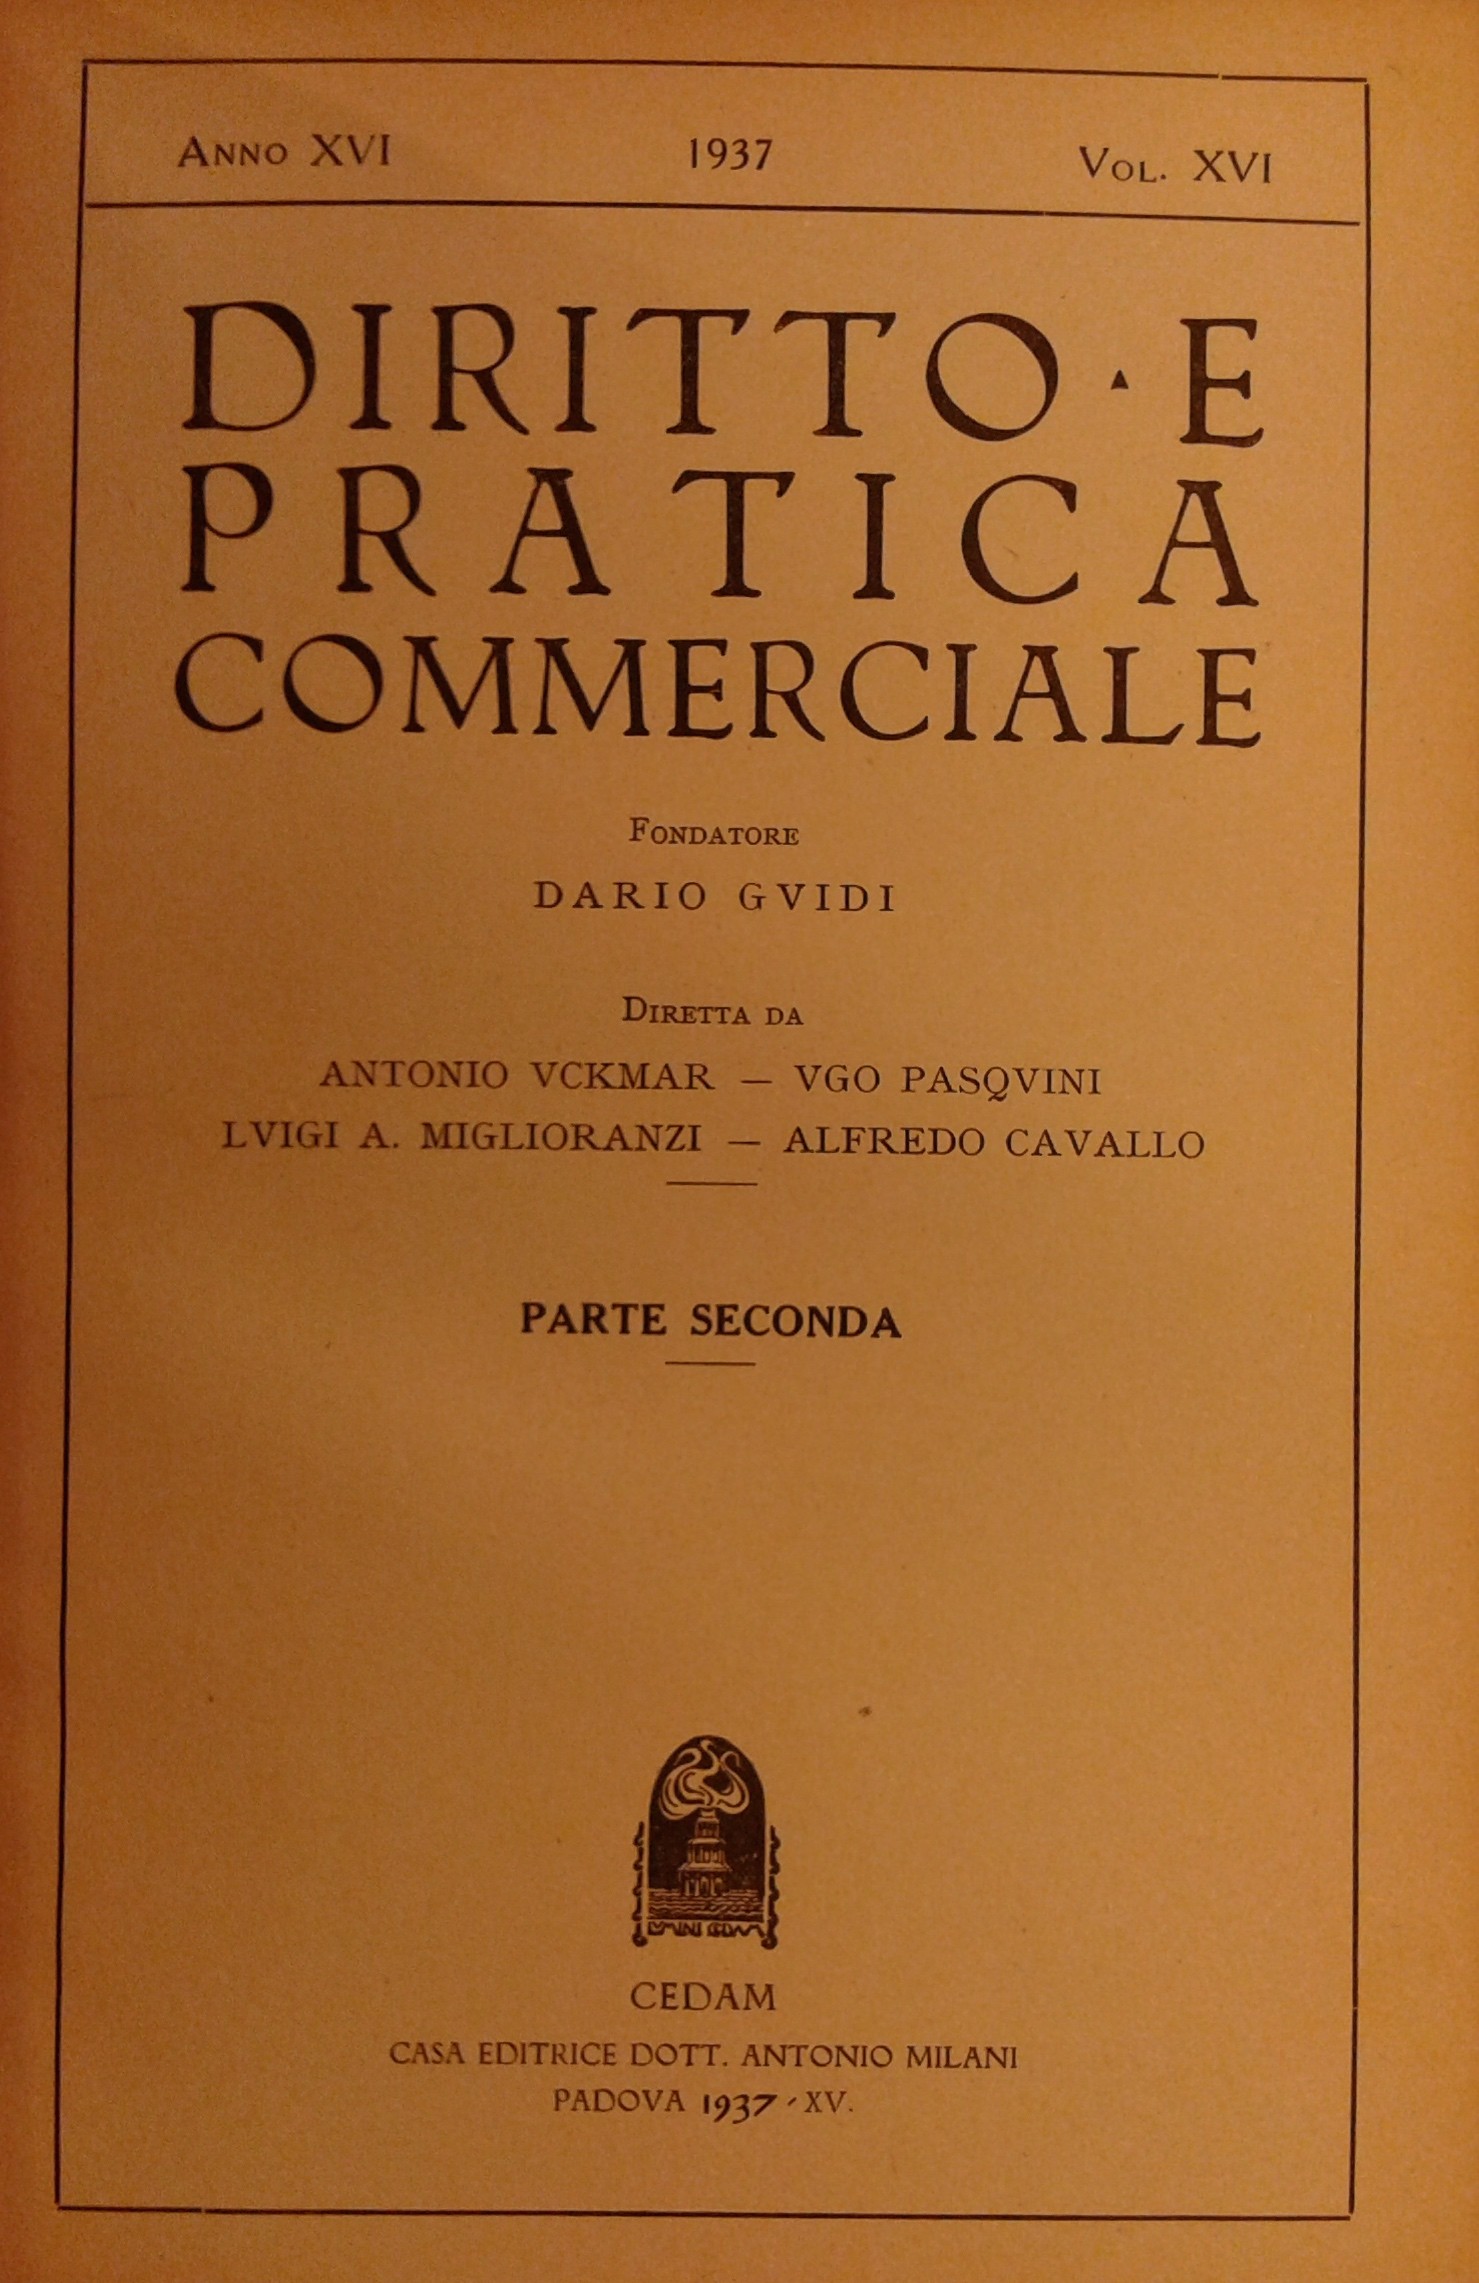 ANNO XVI 1937 VOL. XVI
DIRITTO · E
PRATICA
COMMERCIALE
FONDATORE
DARIO GVIDI
DIRETTA DA
ANTONIO VCKMAR — VGO PASQVINI
LVIGI A. MIGLIORANZI — ALFREDO CAVALLO
PARTE SECONDA
CEDAM
CASA EDITRICE DOTT. ANTONIO MILANI
PADOVA 1937 - XV.